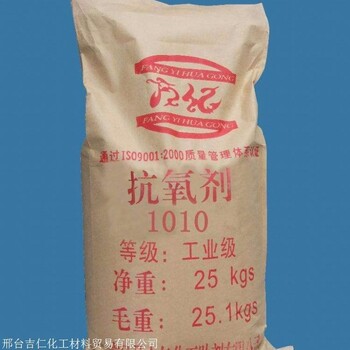 FANG YI HUA GONG
FANG YI HUA GONG
通过ISO9001:2000质量管理体系认证
抗氧剂
1010
等级：工业级
净重：25 kgs
毛重：25.1kgs
邢台吉仁化工材料贸易有限公司